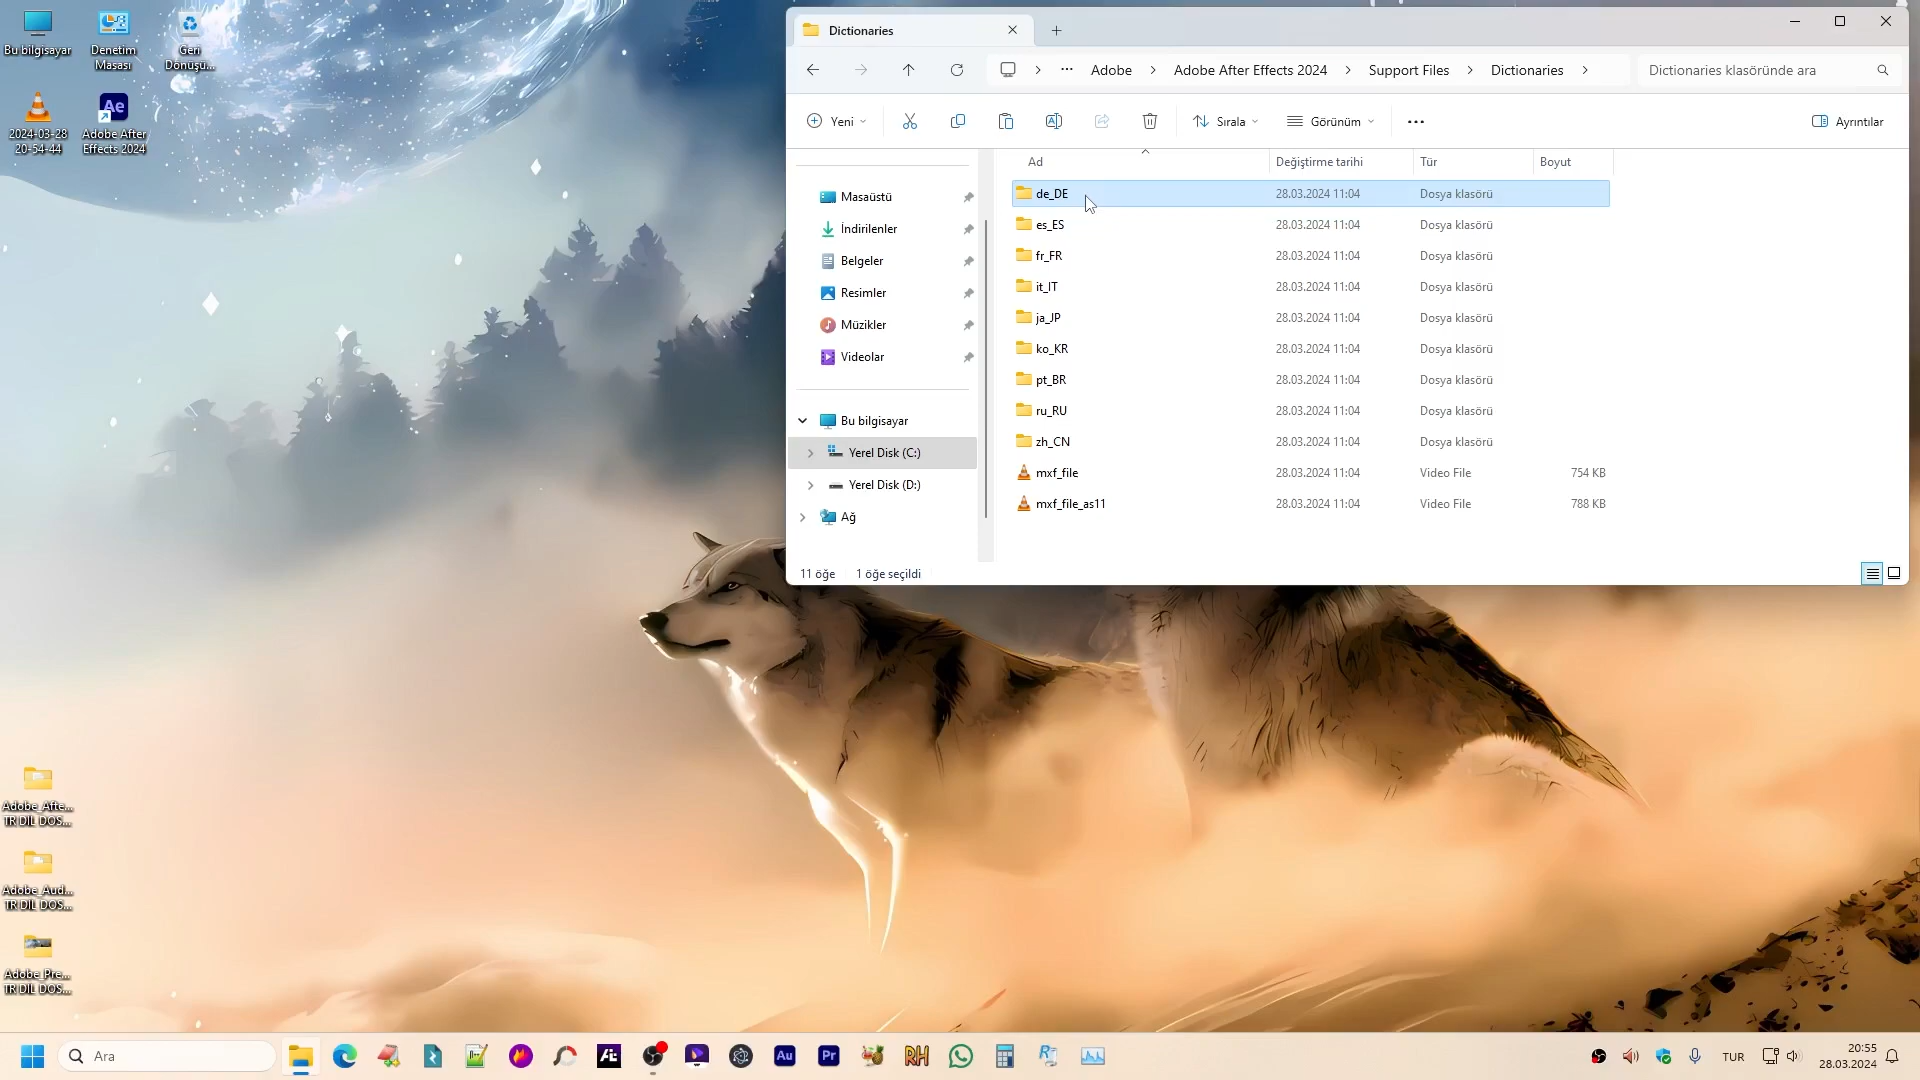 Bu bilgisayar
Denetim
Masası
Geri
Dönüşü...
2024-03-28
20-54-44
Adobe After
Effects 2024
Adobe_Afte...
TR DİL DOS...
Adobe_Aud...
TR DİL DOS...
Adobe_Pre...
TR DİL DOS...
Dictionaries
Adobe
Adobe After Effects 2024
Support Files
Dictionaries
Dictionaries klasöründe ara
Yeni
Sırala
Görünüm
Ayrıntılar
Masaüstü
İndirilenler
Belgeler
Resimler
Müzikler
Videolar
Bu bilgisayar
Yerel Disk (C:)
Yerel Disk (D:)
Ağ
Ad Değiştirme tarihi Tür Boyut
de_DE 28.03.2024 11:04 Dosya klasörü
es_ES 28.03.2024 11:04 Dosya klasörü
fr_FR 28.03.2024 11:04 Dosya klasörü
it_IT 28.03.2024 11:04 Dosya klasörü
ja_JP 28.03.2024 11:04 Dosya klasörü
ko_KR 28.03.2024 11:04 Dosya klasörü
pt_BR 28.03.2024 11:04 Dosya klasörü
ru_RU 28.03.2024 11:04 Dosya klasörü
zh_CN 28.03.2024 11:04 Dosya klasörü
mxf_file 28.03.2024 11:04 Video File 754 KB
mxf_file_as11 28.03.2024 11:04 Video File 788 KB
11 öğe 1 öğe seçildi
Ara
Au
Pr
RH
TUR
20:55
28.03.2024